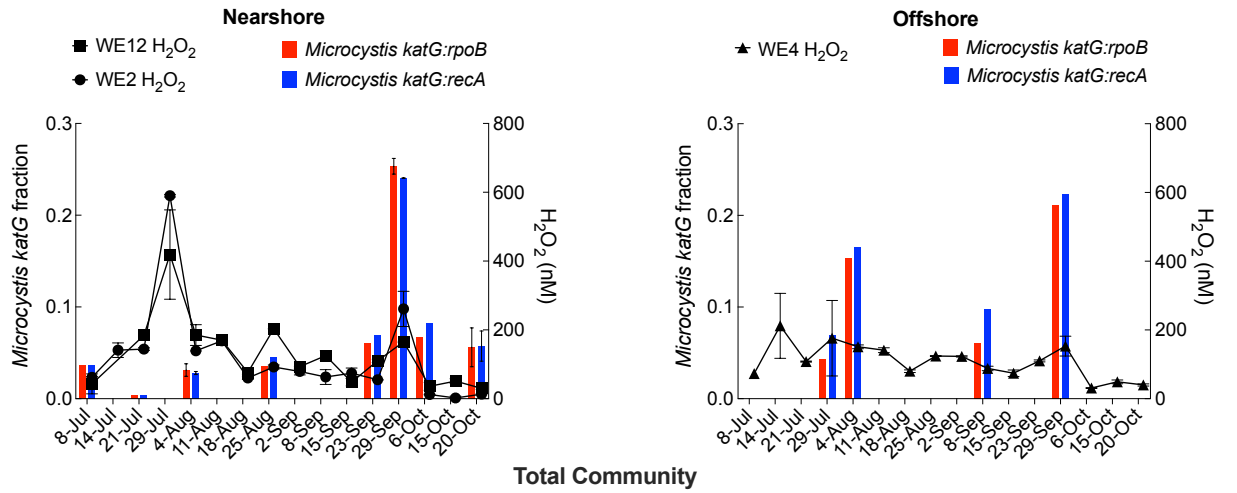 Nearshore
WE12 H₂O₂
WE2 H₂O₂
Microcystis katG:rpoB
Microcystis katG:recA
Microcystis katG fraction
0.3
0.2
0.1
0.0
800
600
400
200
0
H₂O₂ (nM)
8-Jul
14-Jul
21-Jul
29-Jul
4-Aug
11-Aug
18-Aug
25-Aug
2-Sep
8-Sep
15-Sep
23-Sep
29-Sep
6-Oct
15-Oct
20-Oct
Offshore
WE4 H₂O₂
Microcystis katG:rpoB
Microcystis katG:recA
Microcystis katG fraction
0.3
0.2
0.1
0.0
800
600
400
200
0
H₂O₂ (nM)
8-Jul
14-Jul
21-Jul
29-Jul
4-Aug
11-Aug
18-Aug
25-Aug
2-Sep
8-Sep
15-Sep
23-Sep
29-Sep
6-Oct
15-Oct
20-Oct
Total Community